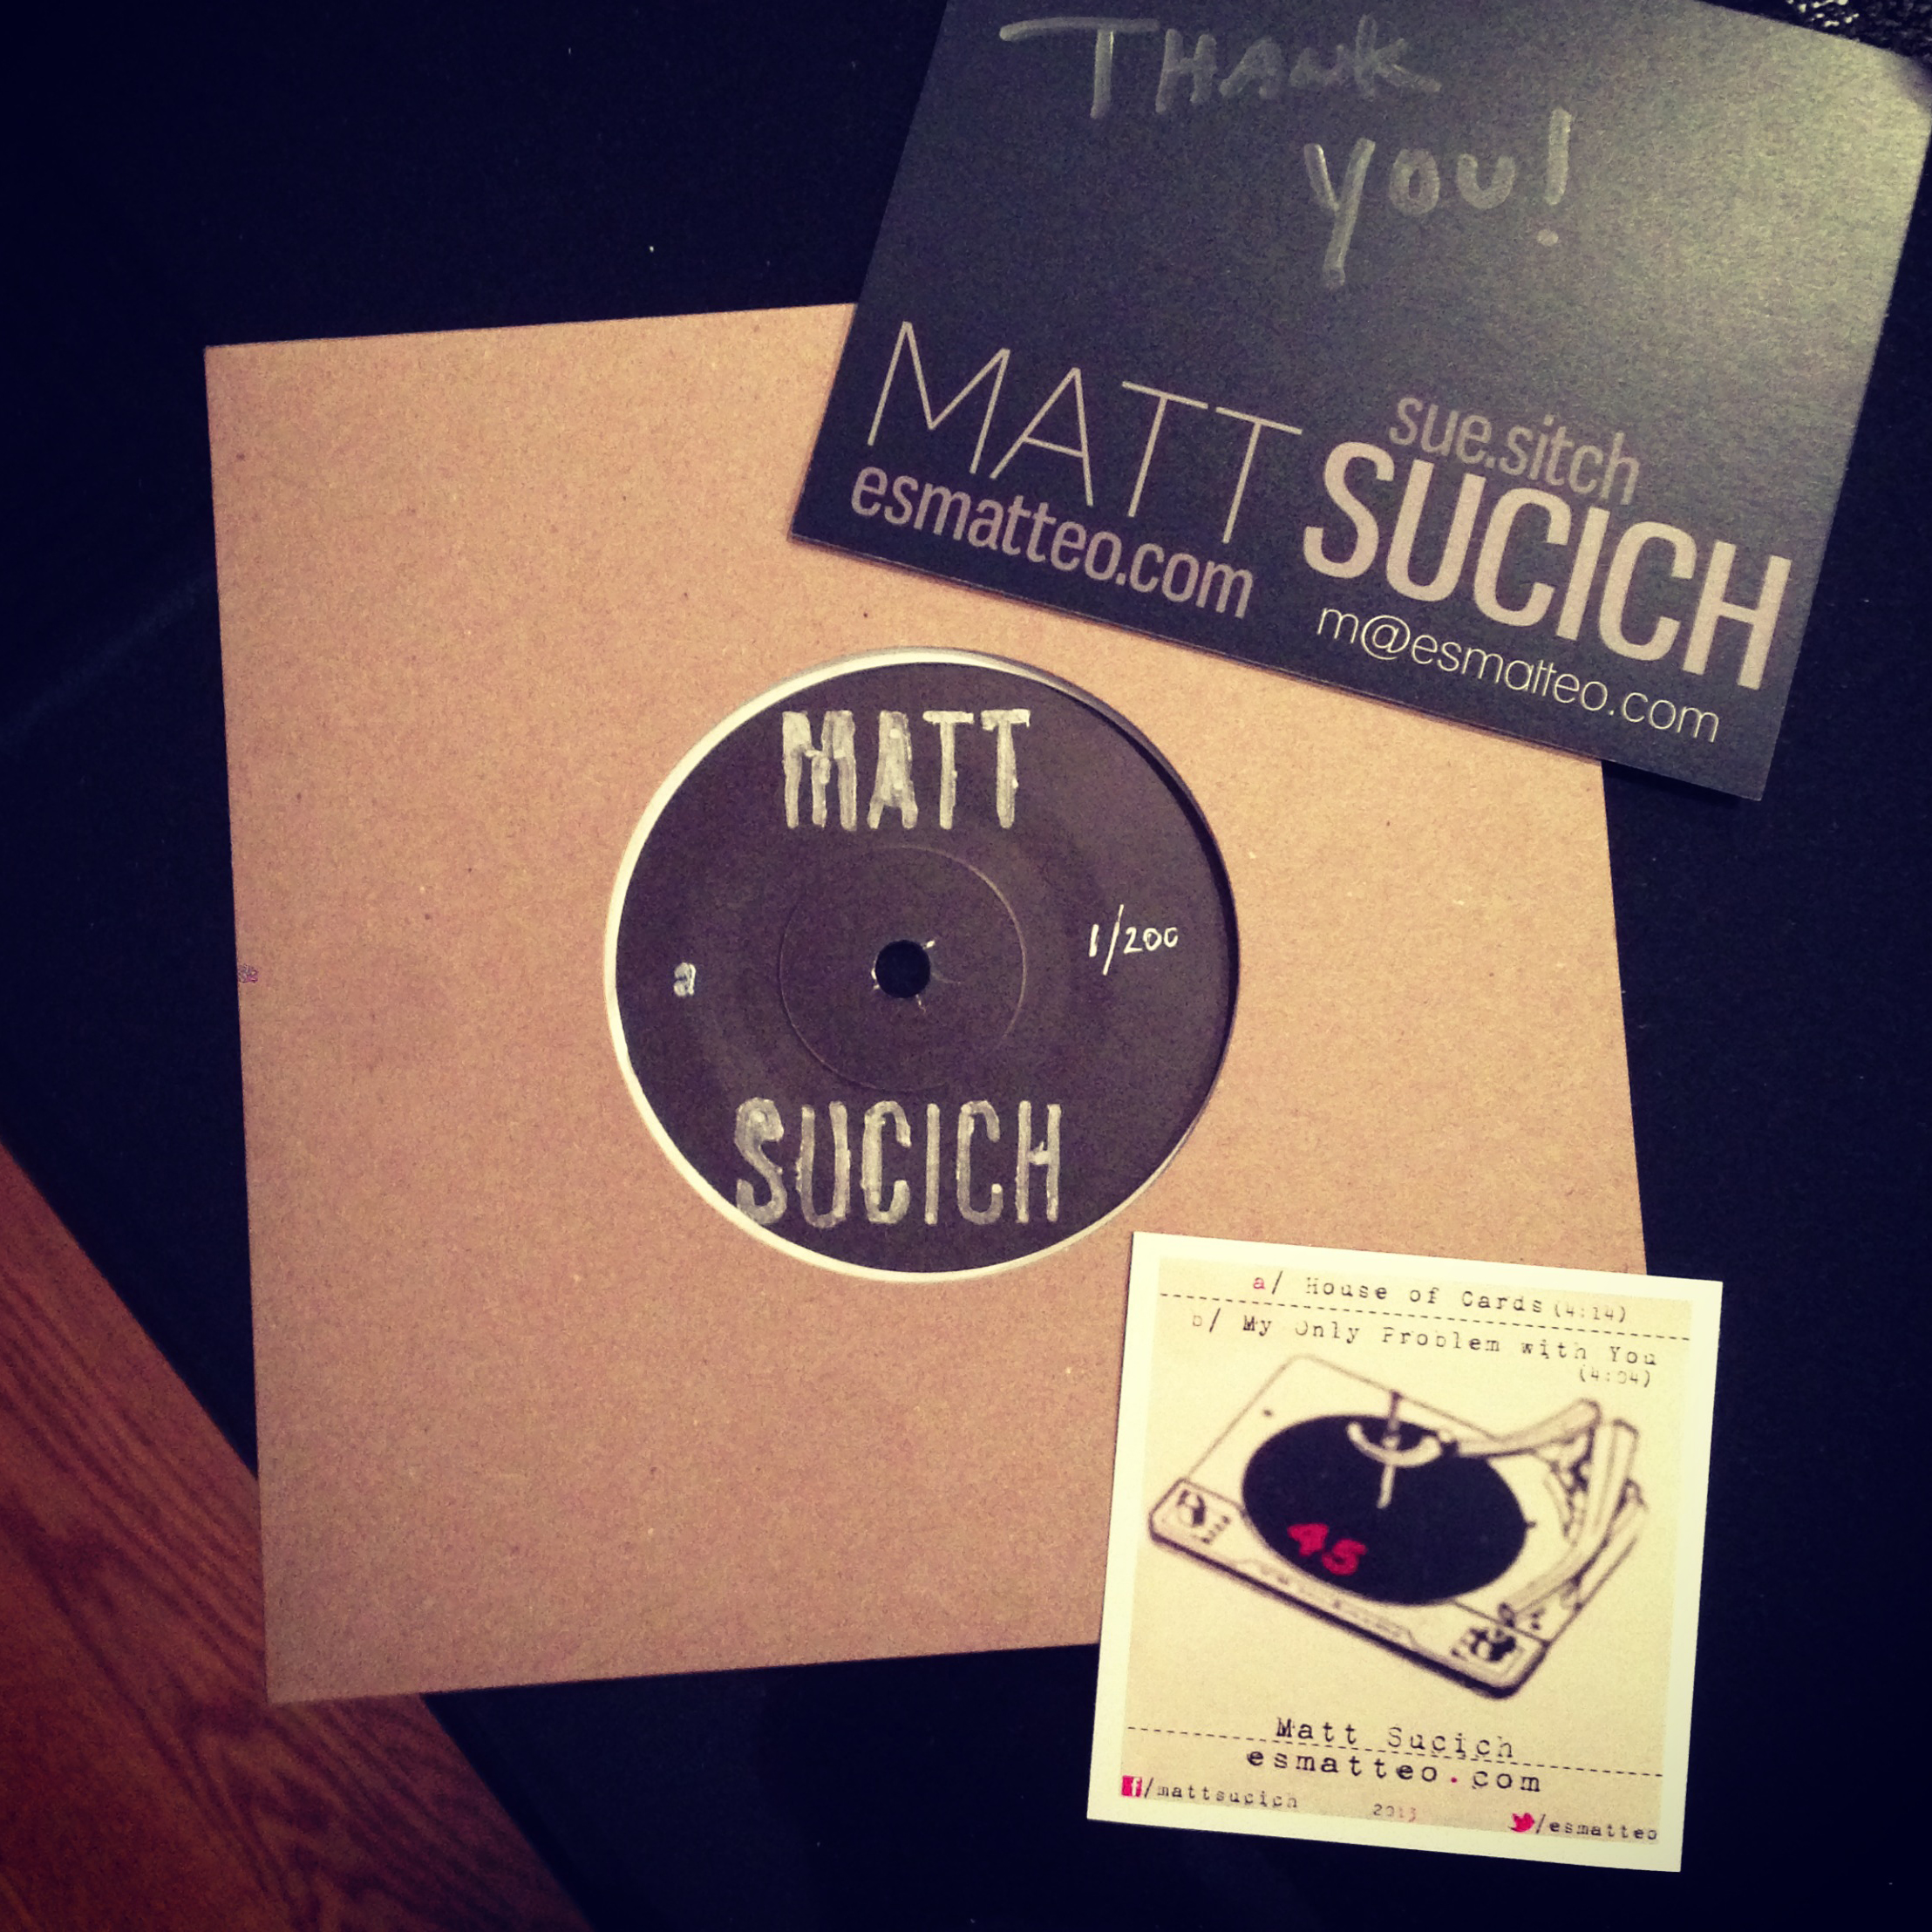 THANK
YOU!
MATT
sue.sitch
SUCICH
esmatteo.com
m@esmatteo.com
MATT
a
1/200
SUCICH
a/ House of Cards (4:14)
b/ My Only Problem with You
(4:04)
45
Matt Sucich
esmatteo.com
f/mattsucich
2013
/esmatteo